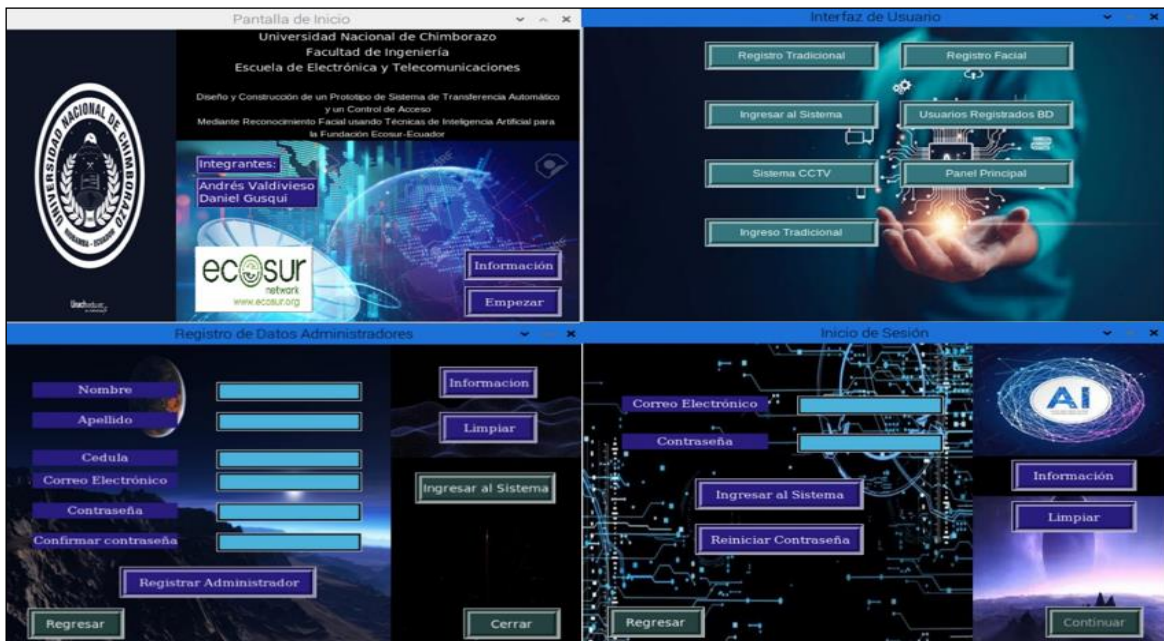 Pantalla de Inicio
Universidad Nacional de Chimborazo
Facultad de Ingeniería
Escuela de Electrónica y Telecomunicaciones
Diseño y Construcción de un Prototipo de Sistema de Transferencia Automático
y un Control de Acceso
Mediante Reconocimiento Facial usando Técnicas de Inteligencia Artificial para
la Fundación Ecosur-Ecuador
UNIVERSIDAD NACIONAL DE CHIMBORAZO
RIOBAMBA - ECUADOR
Integrantes:
Andrés Valdivieso
Daniel Gusqui
ecosur
network
www.ecosur.org
Información
Empezar
Interfaz de Usuario
Registro Tradicional
Registro Facial
Ingresar al Sistema
Usuarios Registrados BD
Sistema CCTV
Panel Principal
Ingreso Tradicional
Registro de Datos Administradores
Nombre
Apellido
Cedula
Correo Electrónico
Contraseña
Confirmar contraseña
Registrar Administrador
Regresar
Informacion
Limpiar
Ingresar al Sistema
Cerrar
Inicio de Sesión
Correo Electrónico
Contraseña
Ingresar al Sistema
Reiniciar Contraseña
Regresar
AI
Información
Limpiar
Continuar